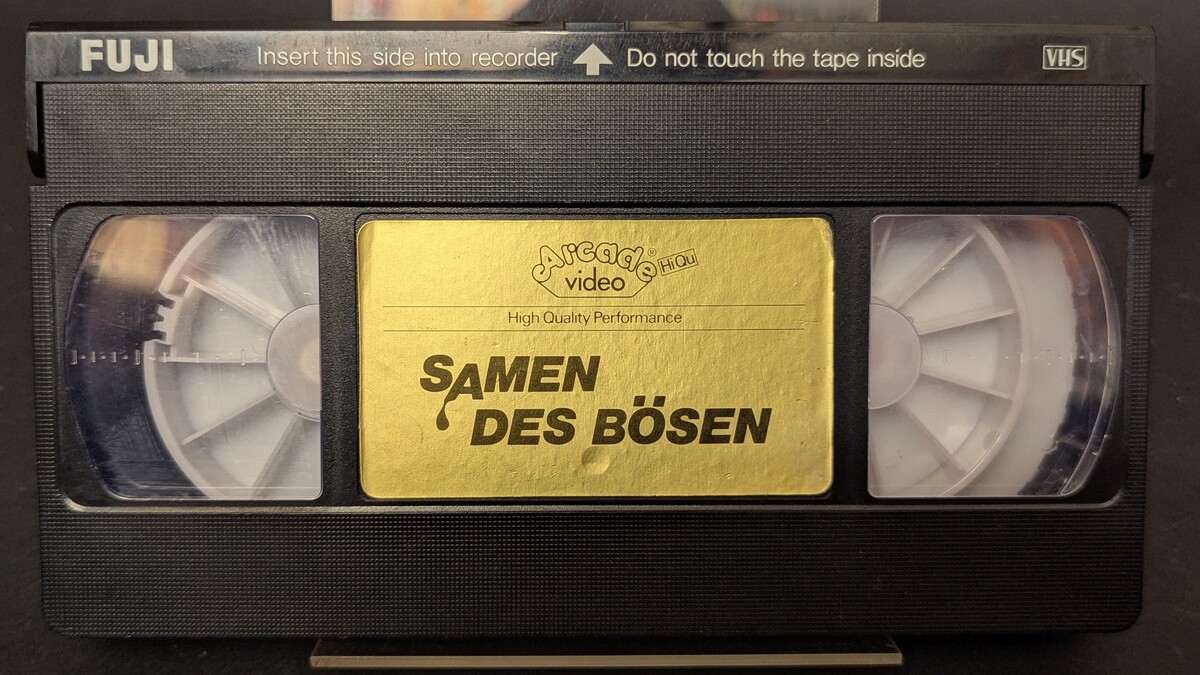 FUJI Insert this side into recorder Do not touch the tape inside VHS
Arcade® HiQu
video
High Quality Performance
SAMEN
DES BÖSEN